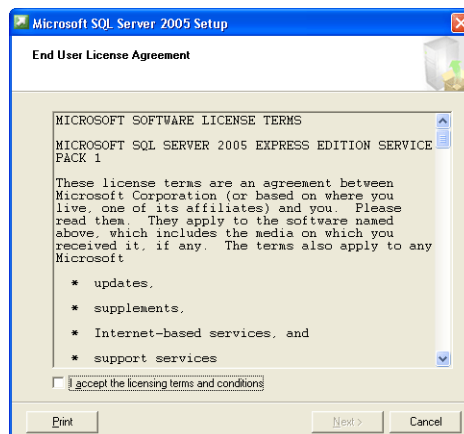 Microsoft SQL Server 2005 Setup
End User License Agreement
MICROSOFT SOFTWARE LICENSE TERMS
MICROSOFT SQL SERVER 2005 EXPRESS EDITION SERVICE
PACK 1
These license terms are an agreement between
Microsoft Corporation (or based on where you
live, one of its affiliates) and you.  Please
read them.  They apply to the software named
above, which includes the media on which you
received it, if any.  The terms also apply to any
Microsoft
* updates,
* supplements,
* Internet-based services, and
* support services
I accept the licensing terms and conditions
Print
Next >
Cancel